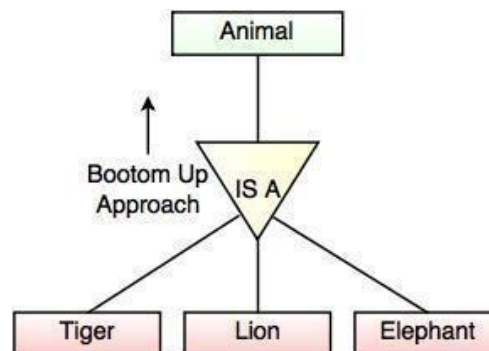 Animal
Bootom Up
Approach
IS A
Tiger
Lion
Elephant